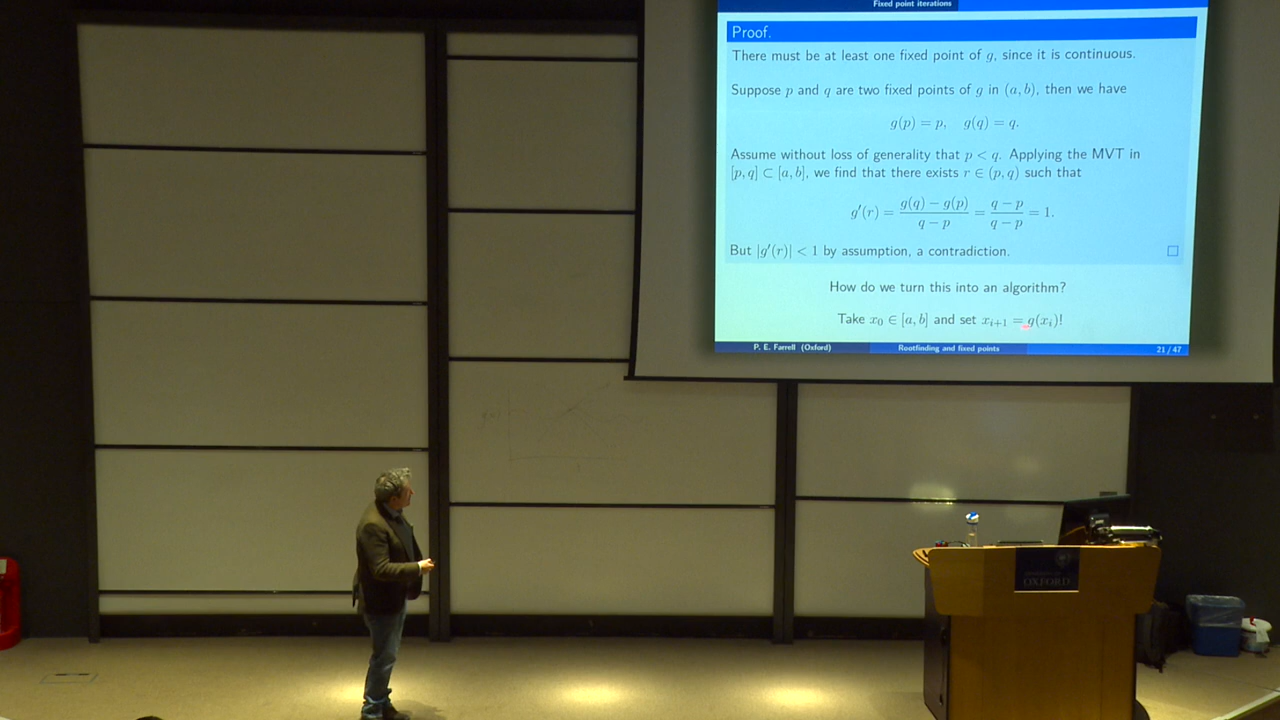 Fixed point iterations
Proof.
There must be at least one fixed point of g, since it is continuous.
Suppose p and q are two fixed points of g in (a, b), then we have
g(p) = p, g(q) = q.
Assume without loss of generality that p < q. Applying the MVT in
[p, q] ⊂ [a, b], we find that there exists r ∈ (p, q) such that
g′(r) = \frac{g(q) − g(p)}{q − p} = \frac{q − p}{q − p} = 1.
But |g′(r)| < 1 by assumption, a contradiction. □
How do we turn this into an algorithm?
Take x₀ ∈ [a, b] and set xᵢ₊₁ = g(xᵢ)!
P. E. Farrell (Oxford) Rootfinding and fixed points 21 / 47
OXFORD